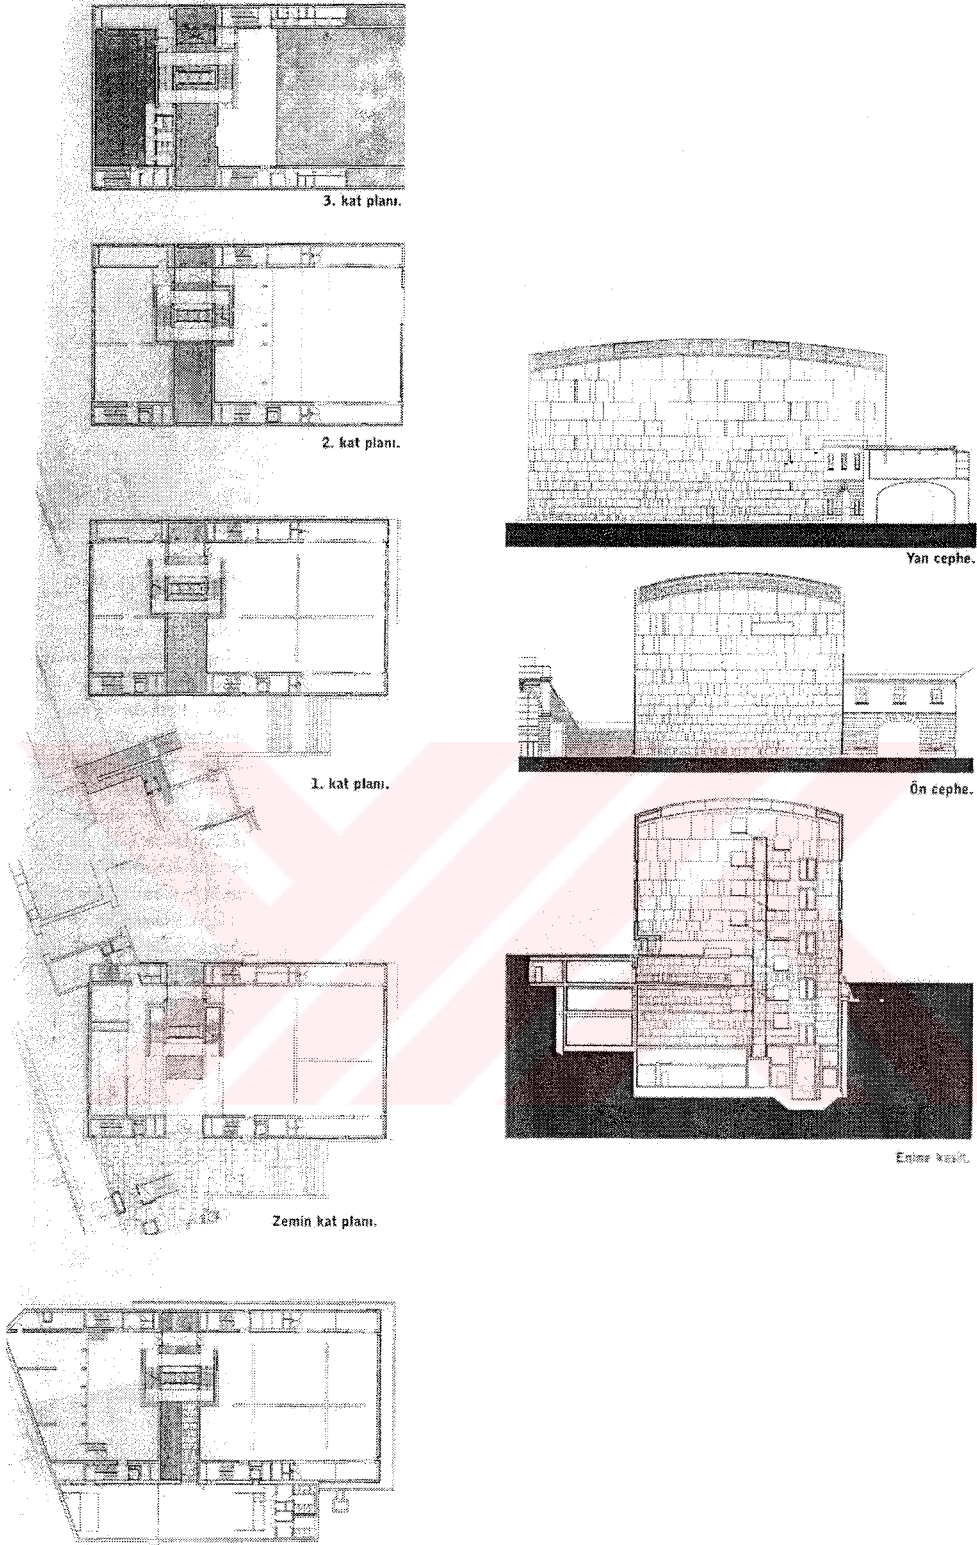 3. kat planı.
2. kat planı.
1. kat planı.
Zemin kat planı.
Yan cephe.
Ön cephe.
Enine kesit.